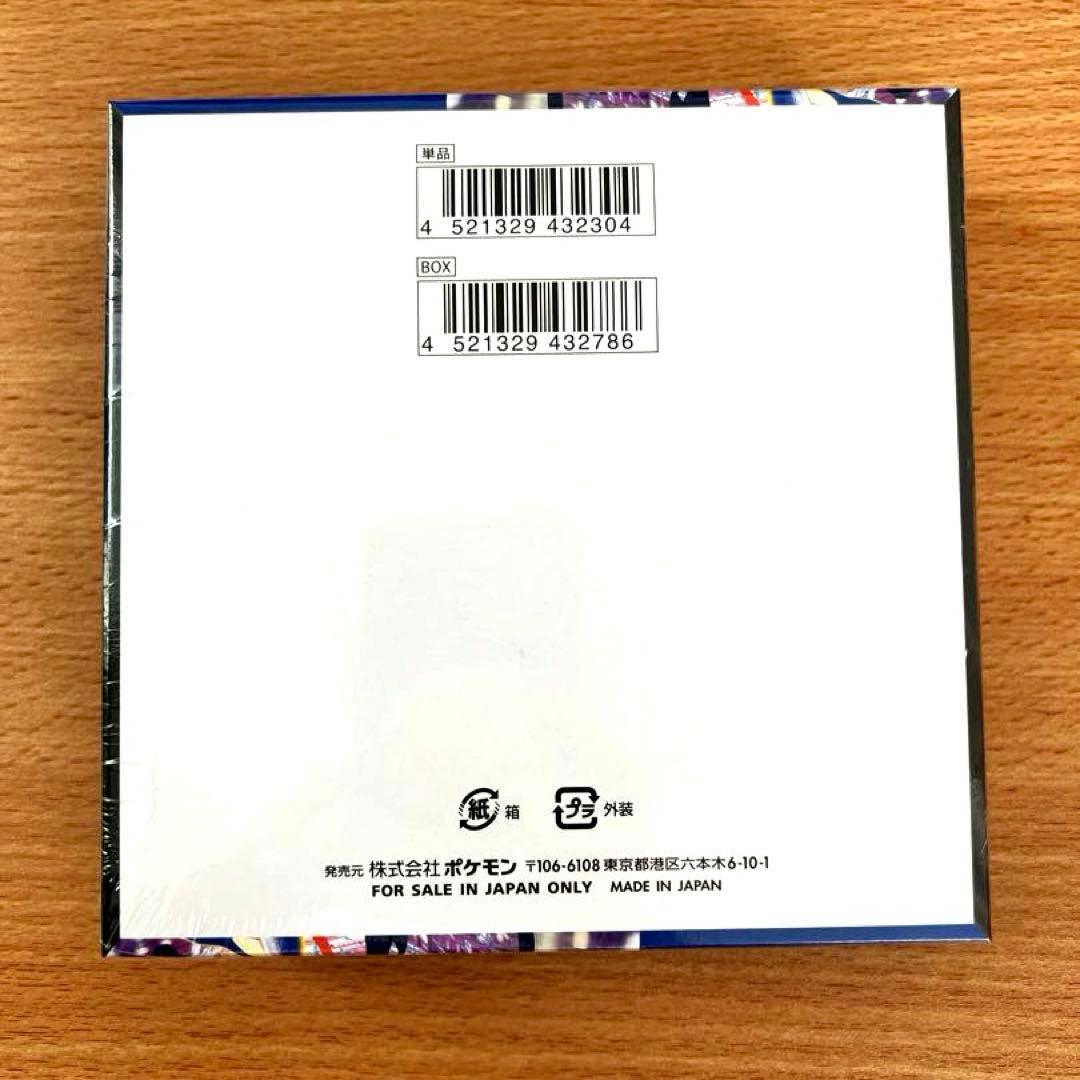 単品
4 521329 432304
BOX
4 521329 432786
紙 箱 プラ 外装
発売元 株式会社 ポケモン 〒106-6108 東京都港区六本木6-10-1
FOR SALE IN JAPAN ONLY MADE IN JAPAN